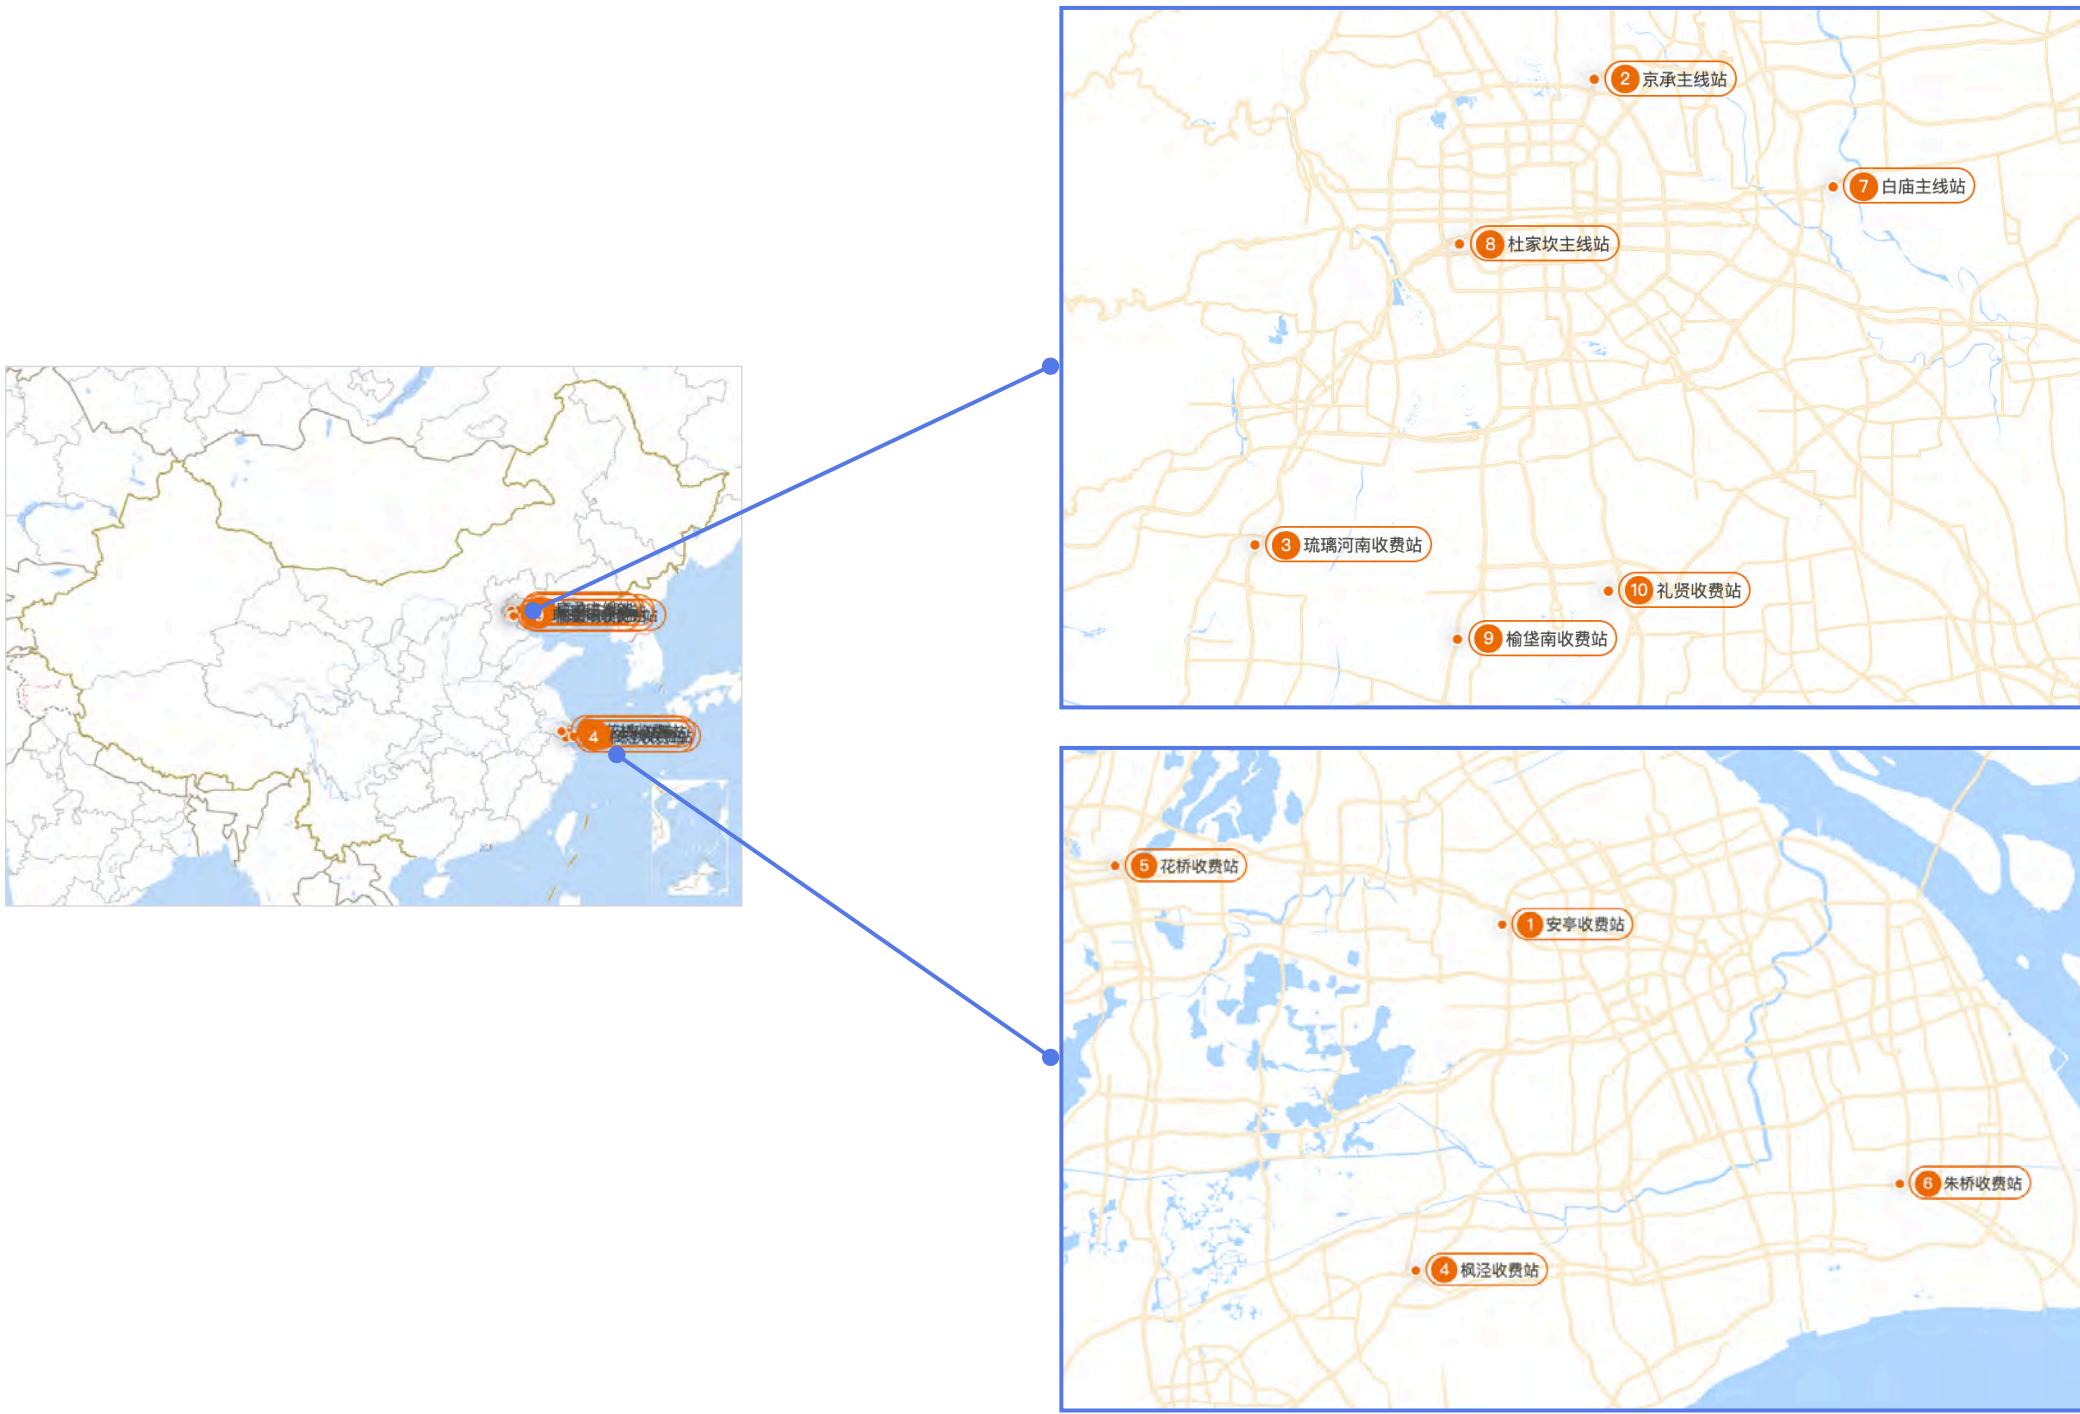 2 京承主线站
7 白庙主线站
8 杜家坎主线站
3 琉璃河南收费站
10 礼贤收费站
9 榆垡南收费站
4
5 花桥收费站
1 安亭收费站
6 朱桥收费站
4 枫泾收费站